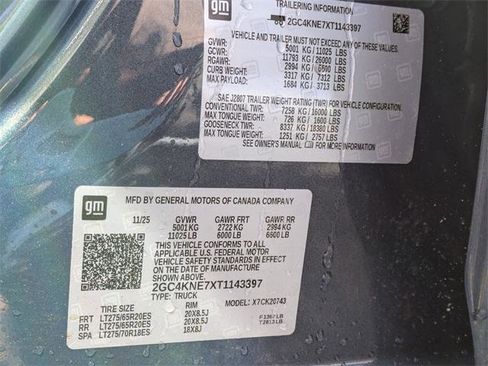 gm
TRAILERING INFORMATION
2GC4KNE7XT1143397
VEHICLE AND TRAILER MUST NOT EXCEED ANY OF THESE
GVWR: 5001 KG / 11025 LBS
GCWR: 11793 KG / 26000 LBS
RGAWR: 2994 KG / 6600 LBS
CURB WEIGHT: 3317 KG / 7312 LBS
MAX PAYLOAD: 1684 KG / 3713 LBS
SAE J2807 TRAILER WEIGHT RATING (TWR) FOR VEHICLE CONFIGURATION.
CONVENTIONAL TWR: 7258 KG / 16000 LBS
MAX TONGUE WEIGHT: 726 KG / 1600 LBS
GOOSENECK TWR: 8337 KG / 18380 LBS
MAX TONGUE WEIGHT: 1251 KG / 2757 LBS
SEE OWNER'S MANUAL
gm
MFD BY GENERAL MOTORS OF CANADA COMPANY
11/25 GVWR GAWR FRT GAWR RR
5001 KG 2722 KG 2994 KG
11025 LB 6000 LB 6600 LB
THIS VEHICLE CONFORMS TO ALL
APPLICABLE U.S. FEDERAL MOTOR
VEHICLE SAFETY STANDARDS IN EFFECT
ON THE DATE OF MANUFACTURE
SHOWN ABOVE.
2GC4KNE7XT1143397
TYPE: TRUCK MODEL: X7CK20743
TIRE SIZE RIM
FRT LT275/65R20ES 20X8.5J
RR LT275/65R20ES 20X8.5J
SPA LT275/70R18ES 18X8J